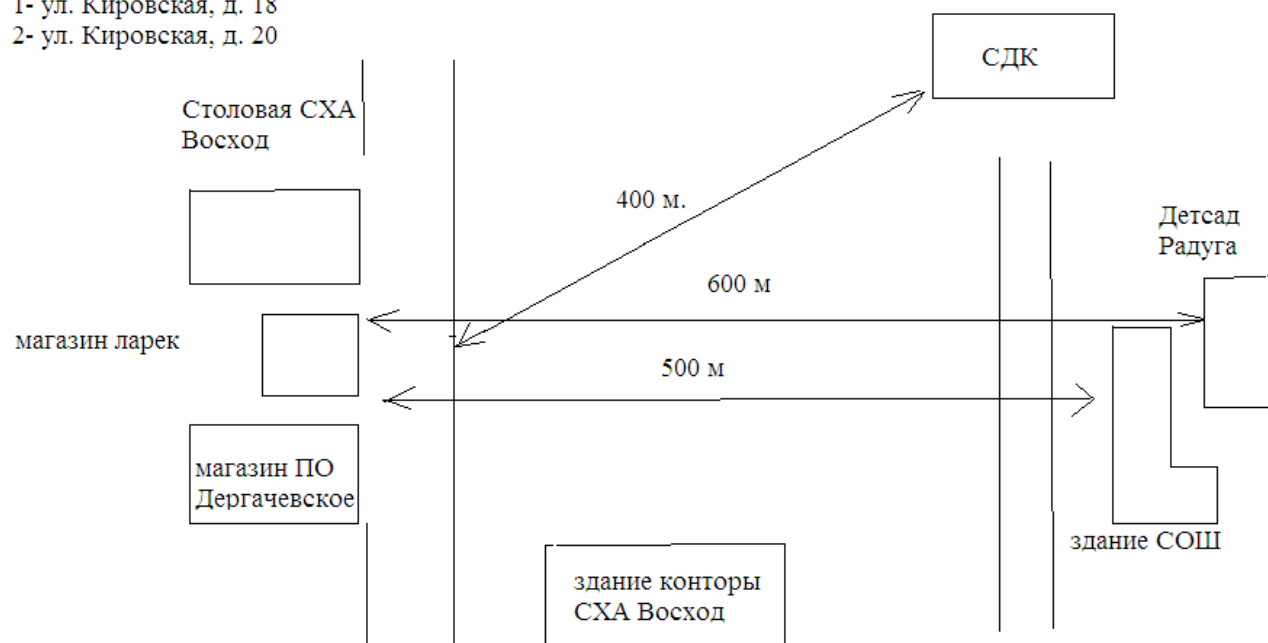 1- ул. Кировская, д. 18
2- ул. Кировская, д. 20
СДК
Столовая СХА
Восход
400 м.
Детсад
Радуга
600 м
магазин ларек
500 м
магазин ПО
Дергачевское
здание СОШ
здание конторы
СХА Восход